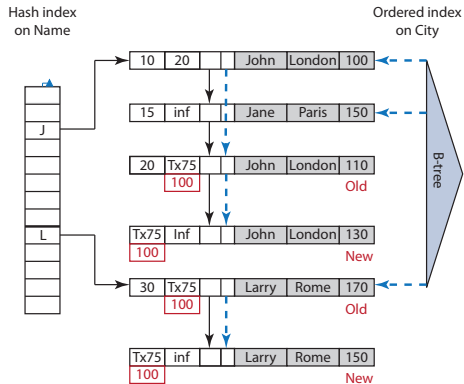 Hash index
on Name
Ordered index
on City
10 20 John London 100
J
15 inf Jane Paris 150
B-tree
20 Tx75 John London 110
100
Old
L
Tx75 Inf John London 130
100
New
30 Tx75 Larry Rome 170
100
Old
Tx75 inf Larry Rome 150
100
New